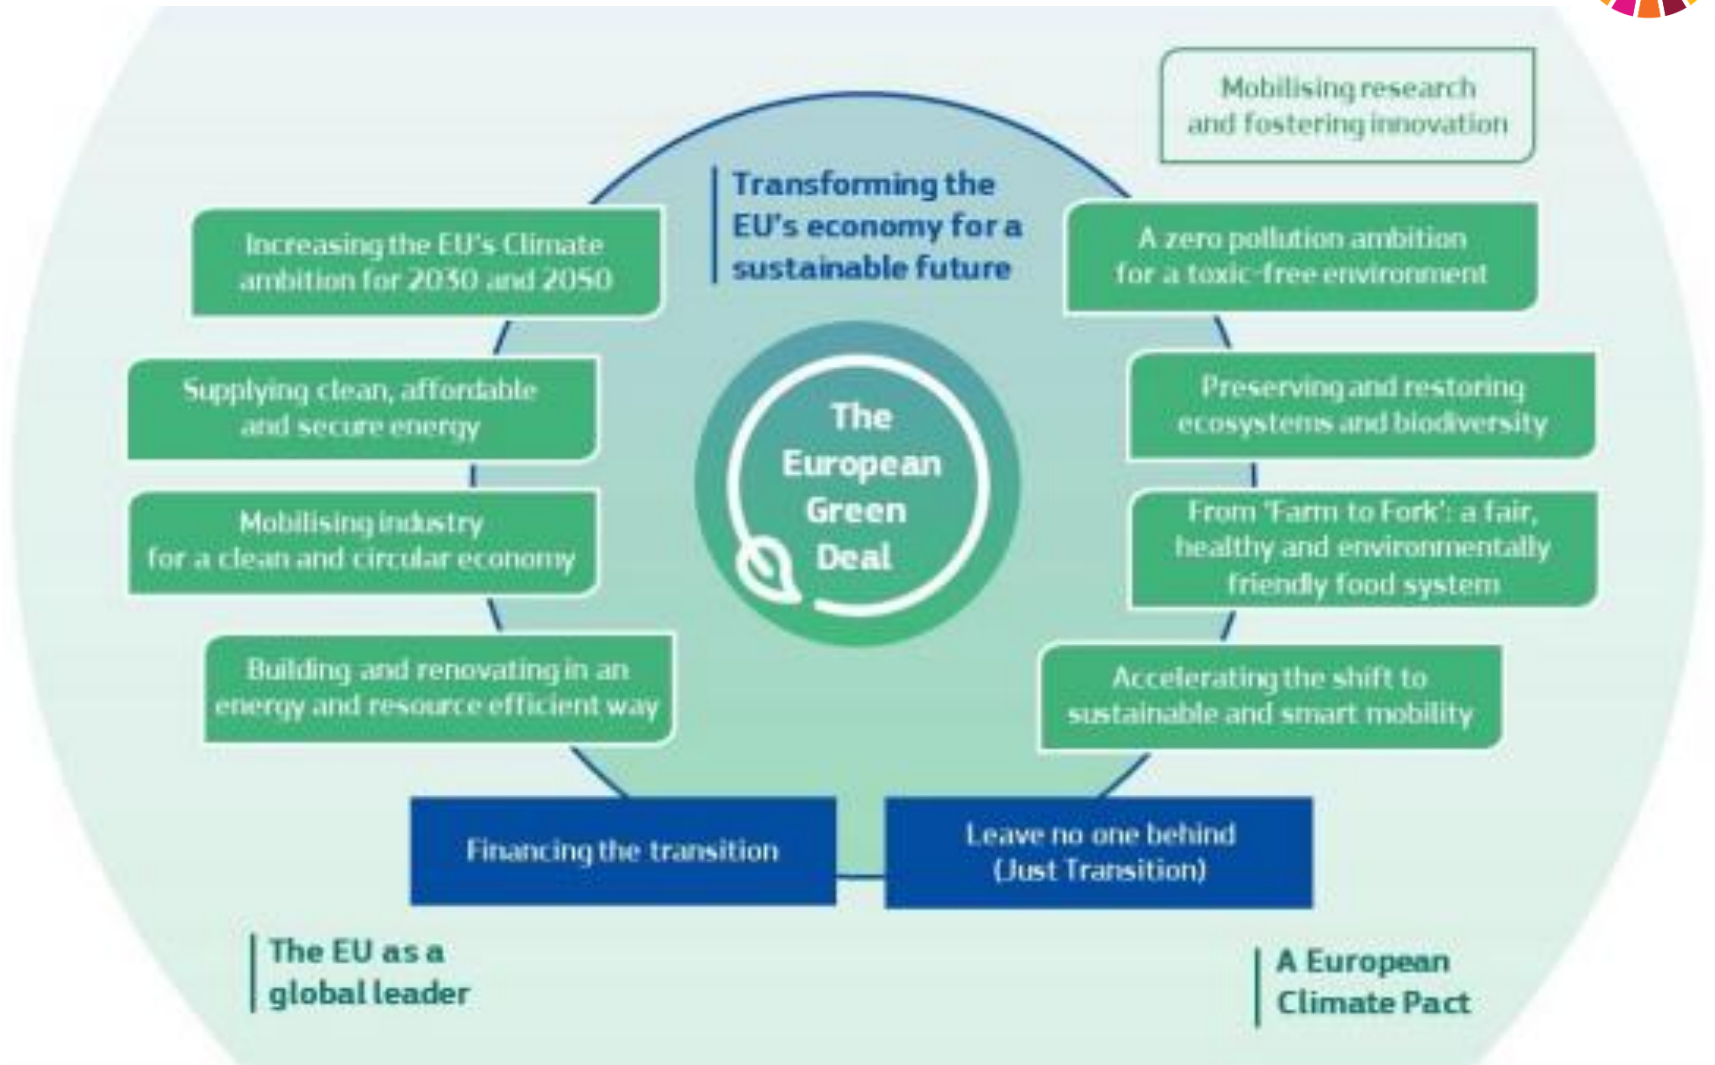 Mobilising research
and fostering innovation
Transforming the
EU's economy for a
sustainable future
Increasing the EU's Climate
ambition for 2030 and 2050
A zero pollution ambition
for a toxic-free environment
Supplying clean, affordable
and secure energy
Preserving and restoring
ecosystems and biodiversity
The
European
Green
Deal
Mobilising industry
for a clean and circular economy
From 'Farm to Fork': a fair,
healthy and environmentally
friendly food system
Building and renovating in an
energy and resource efficient way
Accelerating the shift to
sustainable and smart mobility
Financing the transition
Leave no one behind
(Just Transition)
The EU as a
global leader
A European
Climate Pact